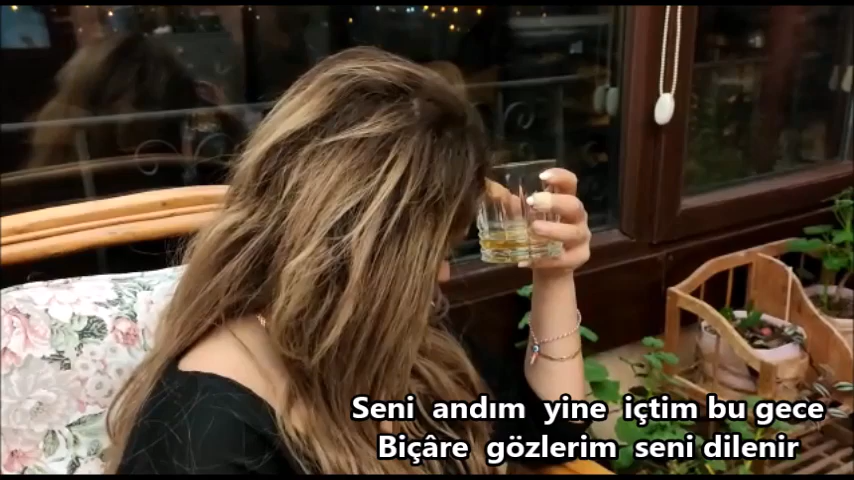 Seni andım yine içtim bu gece
Biçâre gözlerim seni dilenir